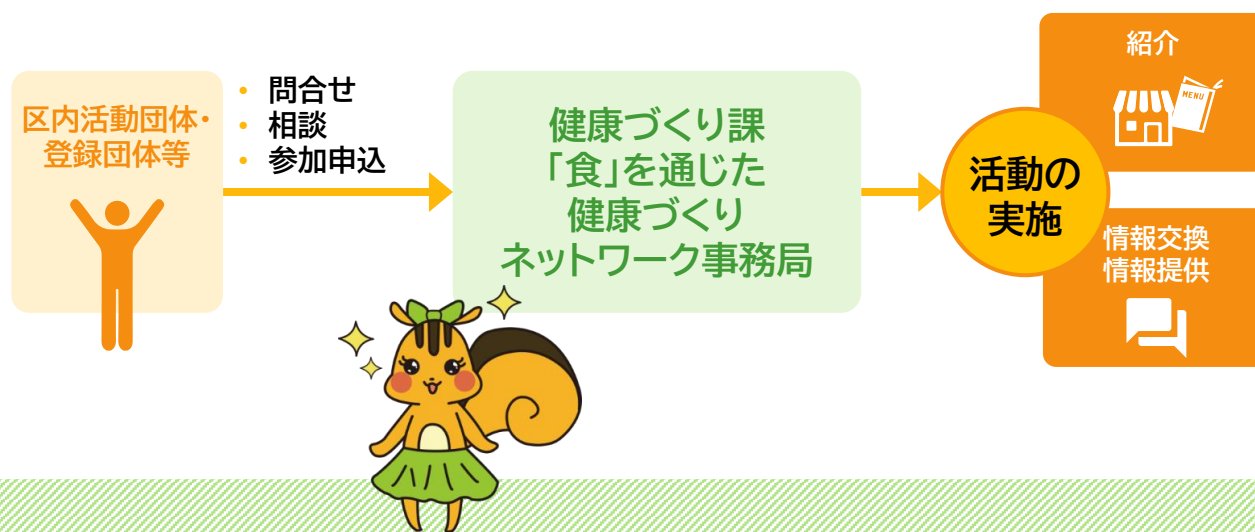 区内活動団体・
登録団体等
・ 問合せ
・ 相談
・ 参加申込
健康づくり課
「食」を通じた
健康づくり
ネットワーク事務局
活動の
実施
紹介
MENU
情報交換
情報提供